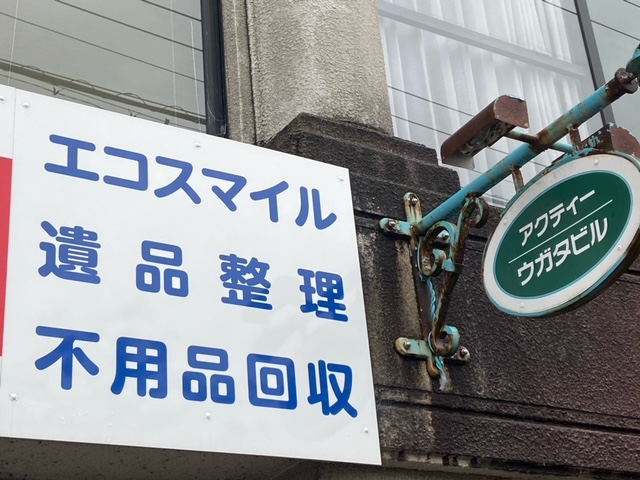 エコスマイル
遺品整理
不用品回収
アクティー
ウガタビル